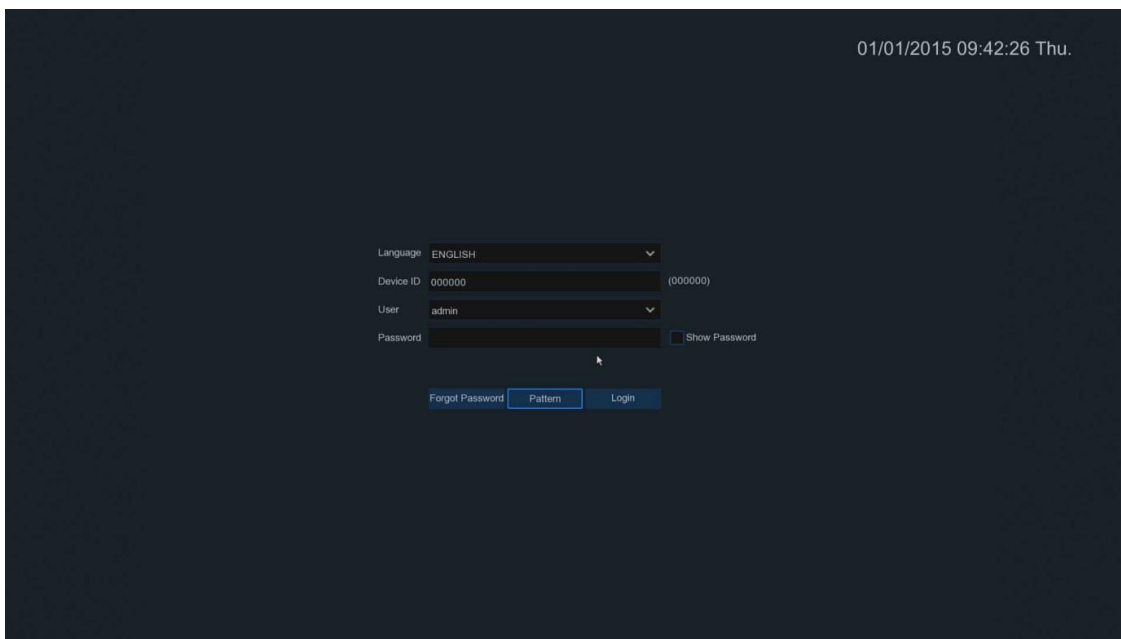 01/01/2015 09:42:26 Thu.
Language ENGLISH
Device ID 000000 (000000)
User admin
Password Show Password
Forgot Password Pattern Login